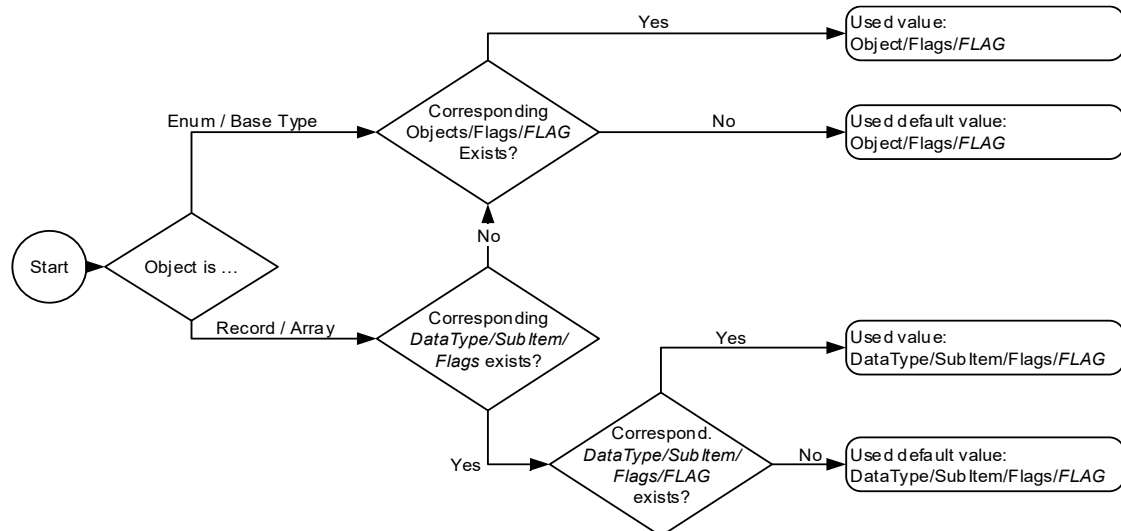 Yes
Used value:
Object/Flags/FLAG
Enum / Base Type
Corresponding
Objects/Flags/FLAG
Exists?
No
Used default value:
Object/Flags/FLAG
No
Start
Object is …
Record / Array
Corresponding
DataType/SubItem/
Flags exists?
Yes
Used value:
DataType/SubItem/Flags/FLAG
Yes
Correspond.
DataType/SubItem/
Flags/FLAG
exists?
No
Used default value:
DataType/SubItem/Flags/FLAG